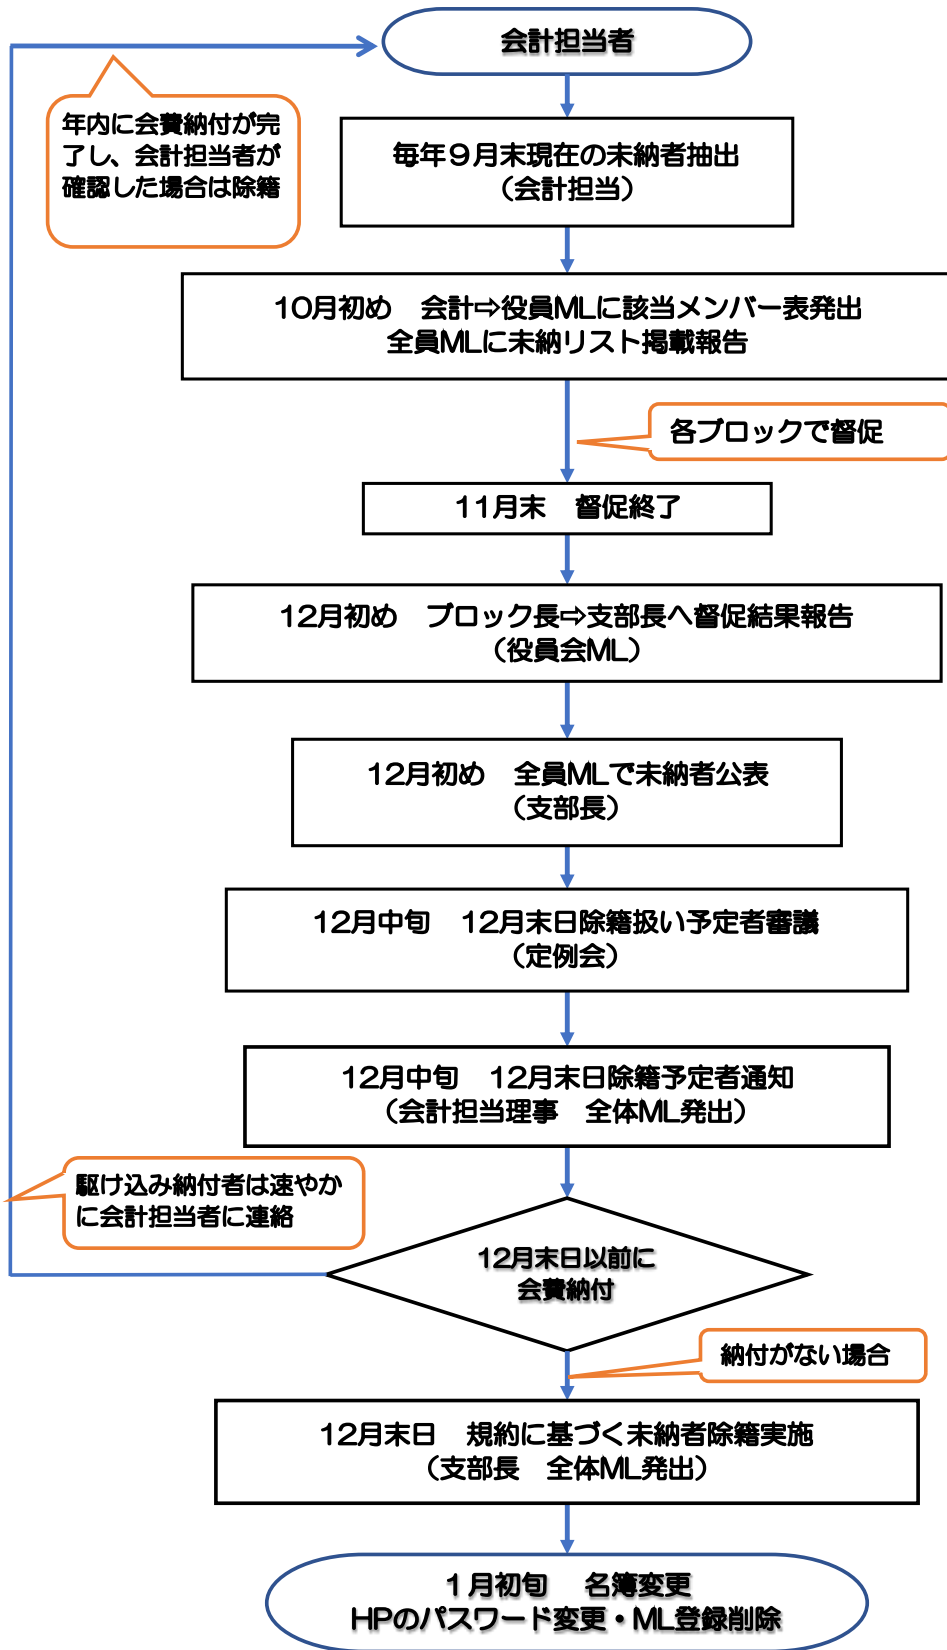 会計担当者
年内に会費納付が完
了し、会計担当者が
確認した場合は除籍
毎年９月末現在の未納者抽出
（会計担当）
10月初め　会計⇨役員MLに該当メンバー表発出
全員MLに未納リスト掲載報告
各ブロックで督促
11月末　督促終了
12月初め　ブロック長⇨支部長へ督促結果報告
（役員会ML）
12月初め　全員MLで未納者公表
（支部長）
12月中旬　12月末日除籍扱い予定者審議
（定例会）
12月中旬　12月末日除籍予定者通知
（会計担当理事　全体ML発出）
駆け込み納付者は速やか
に会計担当者に連絡
12月末日以前に
会費納付
納付がない場合
12月末日　規約に基づく未納者除籍実施
（支部長　全体ML発出）
１月初旬　名簿変更
HPのパスワード変更・ML登録削除